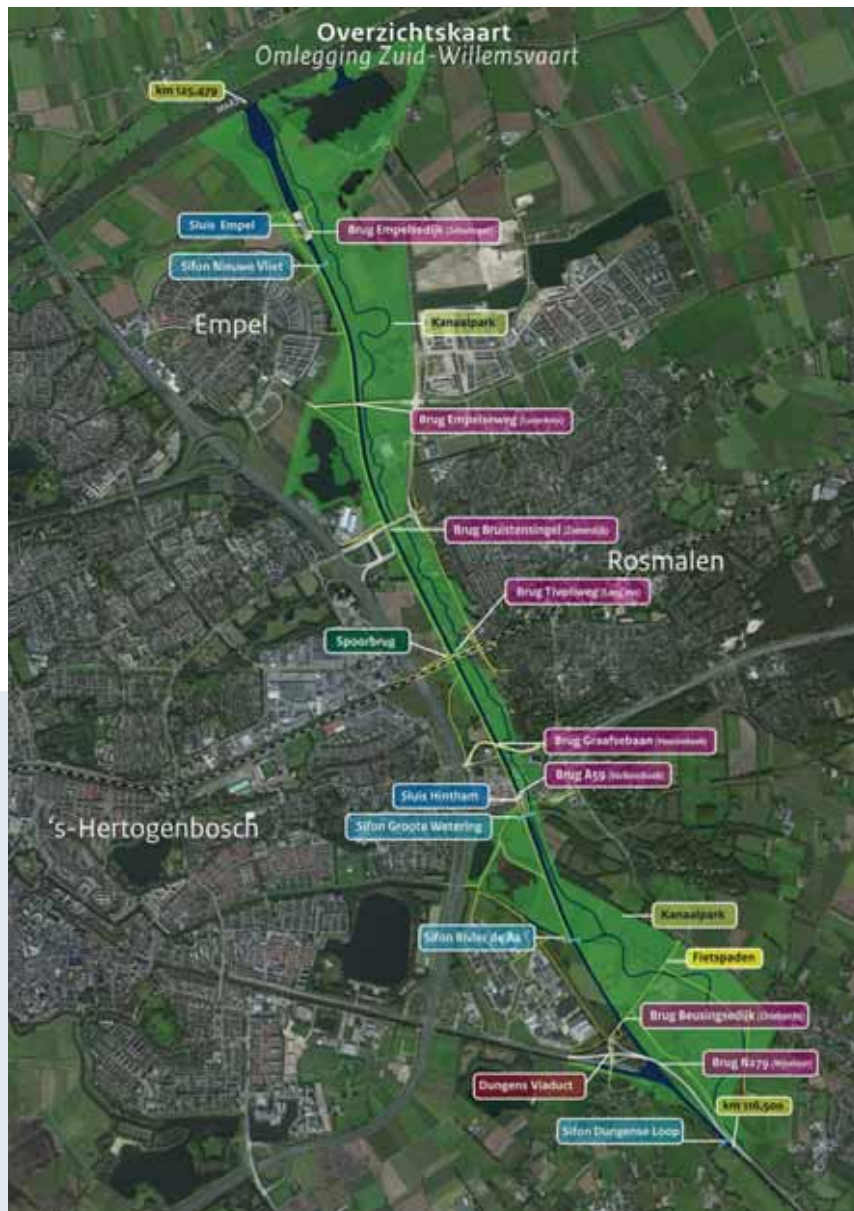 Overzichtskaart
Omlegging Zuid-Willemsvaart
km 125,479
Sluis Empel
Brug Empelsedijk
Sifon Nieuwe Vliet
Empel
Kanaalpark
Brug Empelseweg
Brug Bruistensingel
Rosmalen
Brug Tivoliweg
Spoorbrug
Brug Graafsebaan
Brug A59
Sluis Hintham
's-Hertogenbosch
Sifon Groote Wetering
Kanaalpark
Sifon Rivier de Aa
Fietspaden
Brug Beusingsedijk
Brug N279
Dungens Viaduct
km 116,500
Sifon Dungense Loop